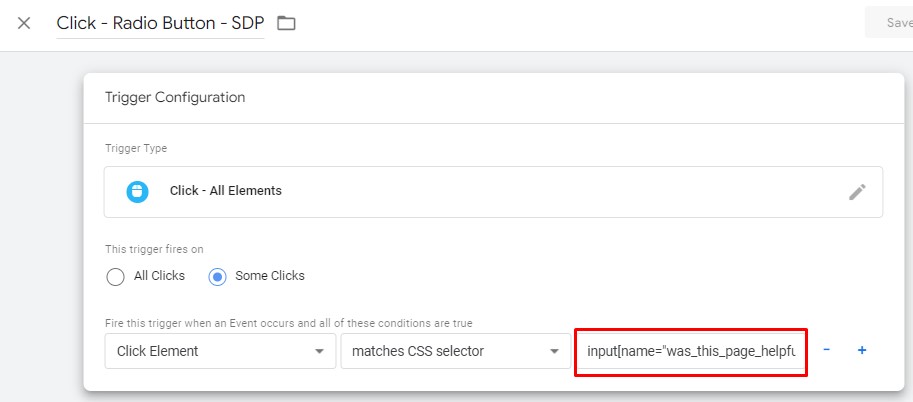 Click - Radio Button - SDP
Save
Trigger Configuration
Trigger Type
Click - All Elements
This trigger fires on
All Clicks
Some Clicks
Fire this trigger when an Event occurs and all of these conditions are true
Click Element
matches CSS selector
input[name="was_this_page_helpfu
- +